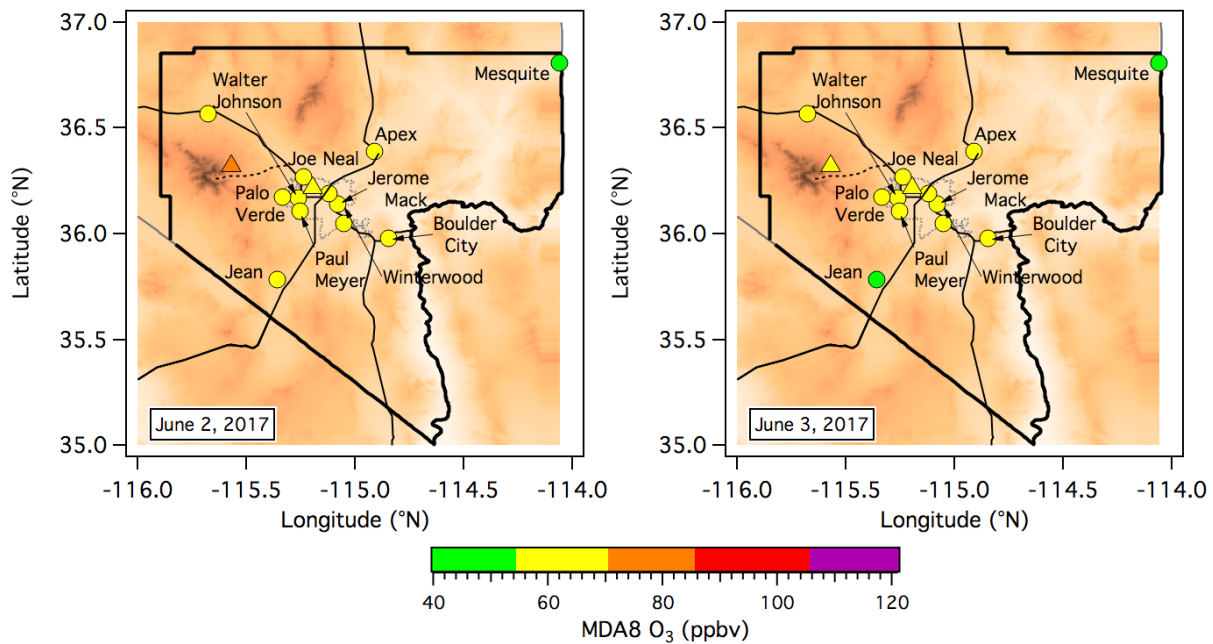 37.0
36.5
36.0
35.5
35.0
Latitude (°N)
Walter
Johnson
Mesquite
Apex
Joe Neal
Palo
Verde
Jerome
Mack
Boulder
City
Jean
Paul
Meyer
Winterwood
June 2, 2017
-116.0 -115.5 -115.0 -114.5 -114.0
Longitude (°N)
37.0
36.5
36.0
35.5
35.0
Latitude (°N)
Walter
Johnson
Mesquite
Apex
Joe Neal
Palo
Verde
Jerome
Mack
Boulder
City
Jean
Paul
Meyer
Winterwood
June 3, 2017
-116.0 -115.5 -115.0 -114.5 -114.0
Longitude (°N)
40 60 80 100 120
MDA8 O₃ (ppbv)